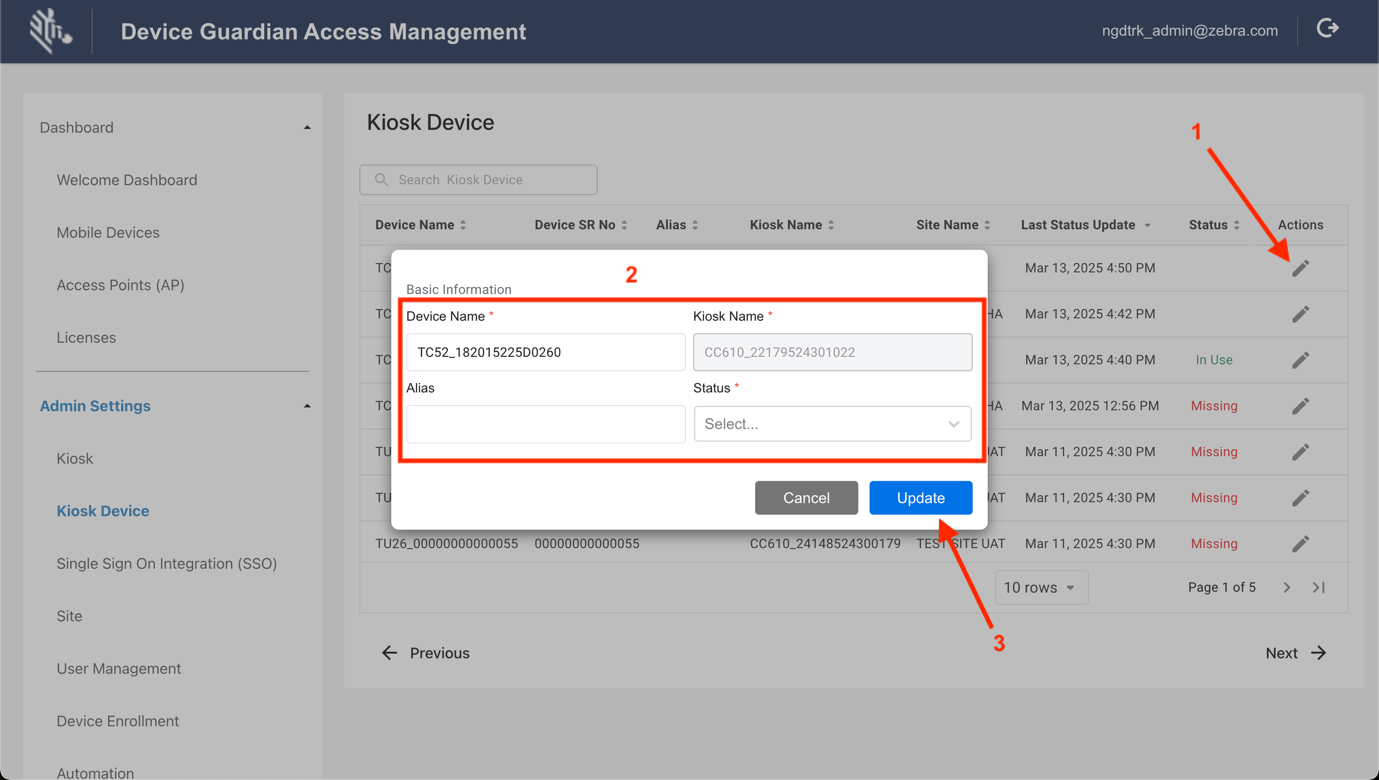 Device Guardian Access Management
ngdtrk_admin@zebra.com
Dashboard
Welcome Dashboard
Mobile Devices
Access Points (AP)
Licenses
Admin Settings
Kiosk
Kiosk Device
Single Sign On Integration (SSO)
Site
User Management
Device Enrollment
Automation
Kiosk Device
1
Search Kiosk Device
Device Name Device SR No Alias Kiosk Name Site Name Last Status Update Status Actions
TC Mar 13, 2025 4:50 PM
TC HA Mar 13, 2025 4:42 PM
TC Mar 13, 2025 4:40 PM In Use
TC HA Mar 13, 2025 12:56 PM Missing
TU AT Mar 11, 2025 4:30 PM Missing
TU AT Mar 11, 2025 4:30 PM Missing
TU26_00000000000055 00000000000055 CC610_24148524300179 TEST SITE UAT Mar 11, 2025 4:30 PM Missing
2
Basic Information
Device Name * Kiosk Name *
TC52_182015225D0260 CC610_22179524301022
Alias Status *
Select...
Cancel Update
10 rows Page 1 of 5
3
Previous Next